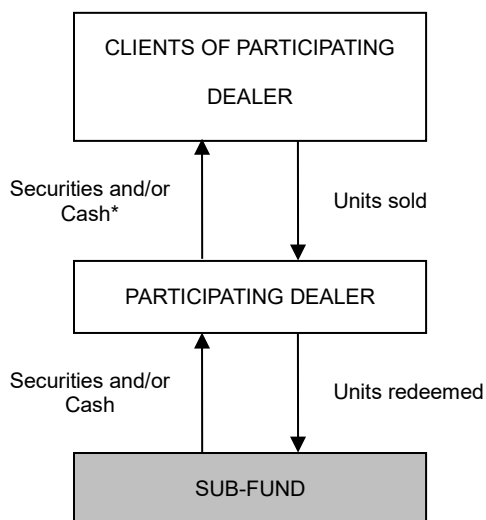 CLIENTS OF PARTICIPATING
DEALER
Securities and/or
Cash*
Units sold
PARTICIPATING DEALER
Securities and/or
Cash
Units redeemed
SUB-FUND